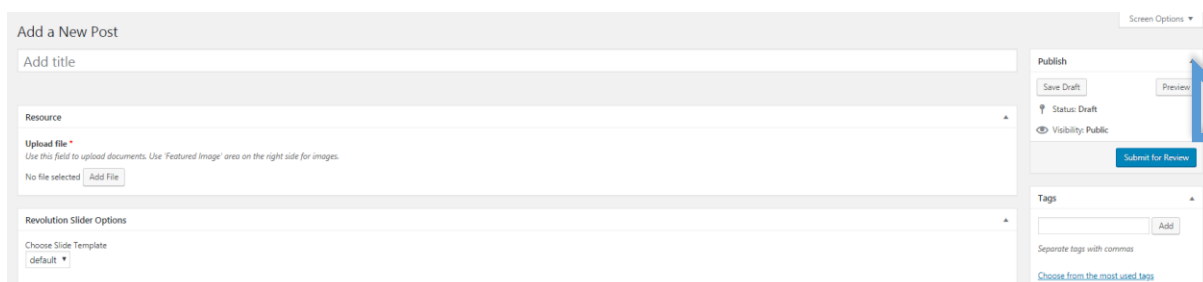 Screen Options
Add a New Post
Add title
Resource
Upload file *
Use this field to upload documents. Use 'Featured Image' area on the right side for images.
No file selected Add File
Revolution Slider Options
Choose Slide Template
default
Publish
Save Draft Preview
Status: Draft
Visibility: Public
Submit for Review
Tags
Add
Separate tags with commas
Choose from the most used tags